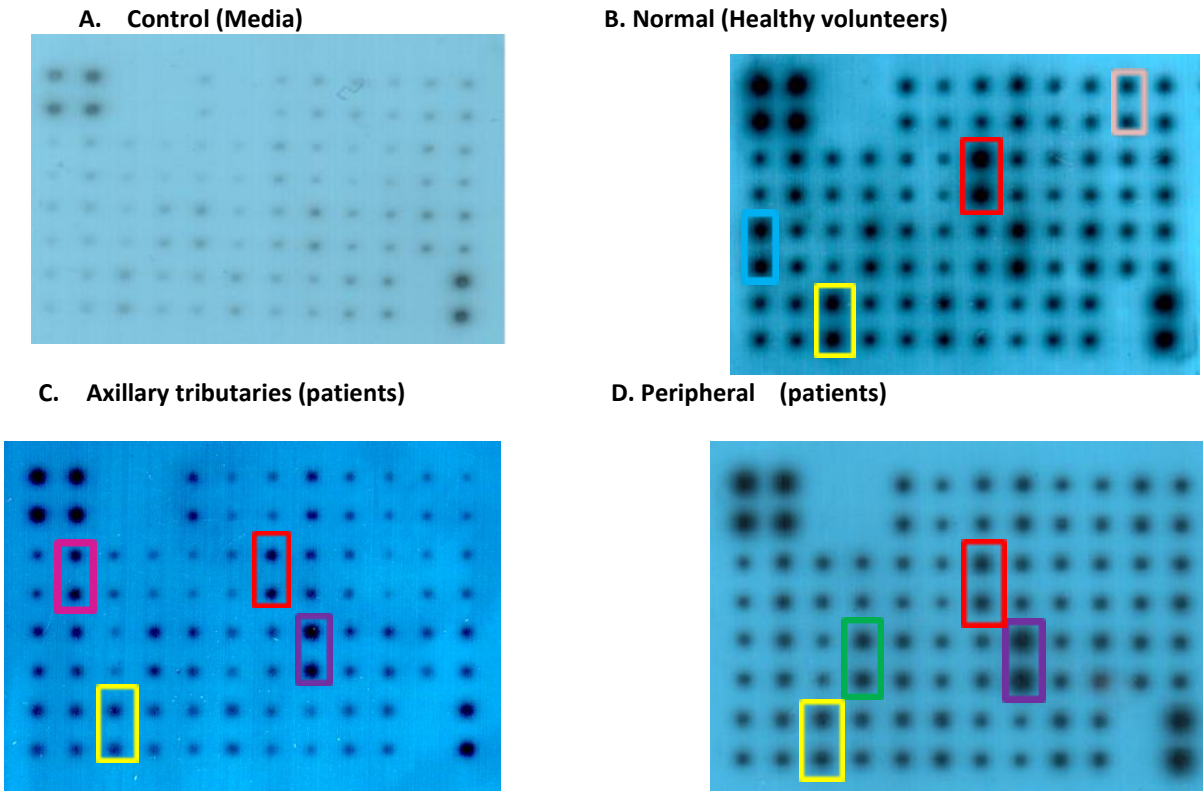 A. Control (Media)
B. Normal (Healthy volunteers)
C. Axillary tributaries (patients)
D. Peripheral (patients)